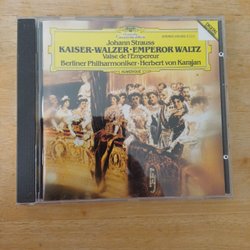 Johann Strauss
KAISER-WALZER·EMPEROR WALTZ
Valse de l'Empereur
Berliner Philharmoniker·Herbert von Karajan